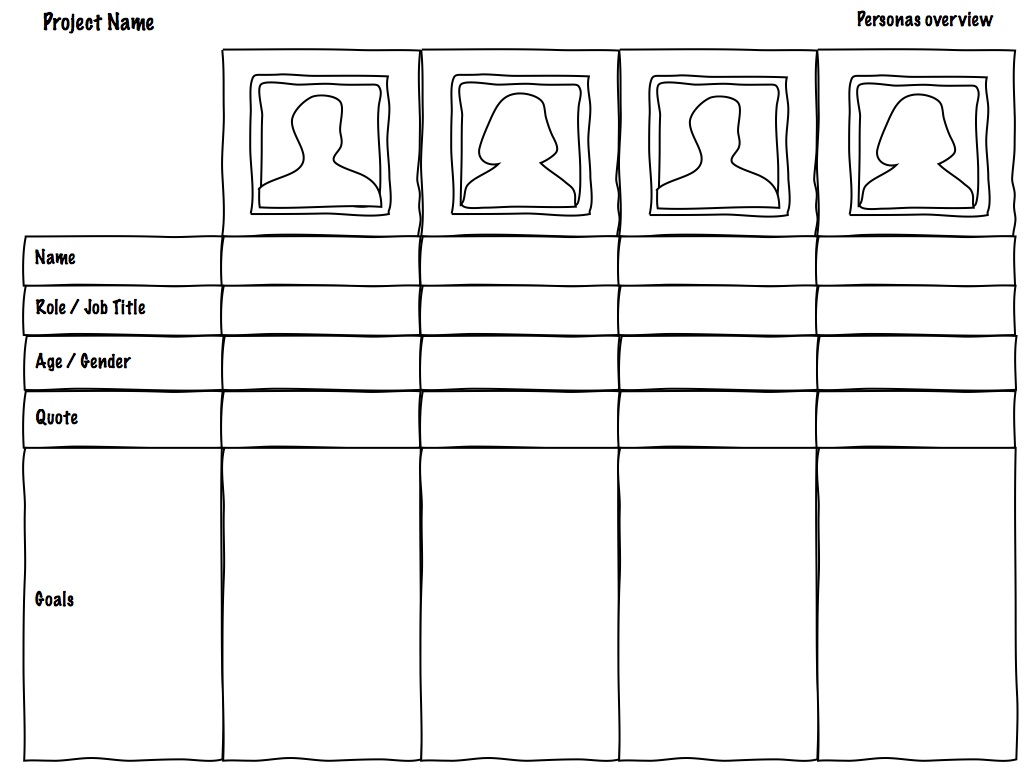 Project Name
Personas overview
Name
Role / Job Title
Age / Gender
Quote
Goals